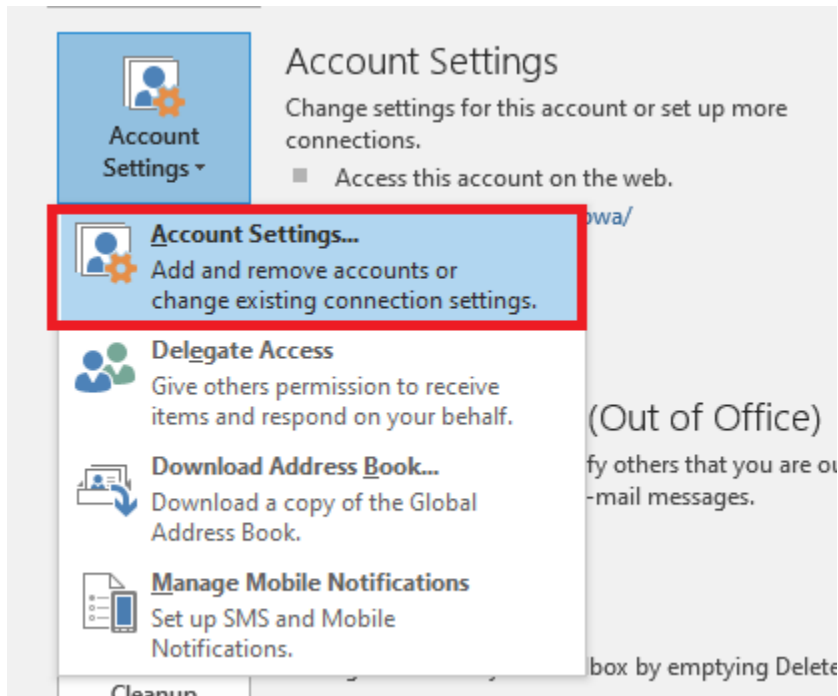 Account
Settings
Account Settings
Change settings for this account or set up more
connections.
Access this account on the web.
owa/
Account Settings...
Add and remove accounts or
change existing connection settings.
Delegate Access
Give others permission to receive
items and respond on your behalf.
Download Address Book...
Download a copy of the Global
Address Book.
Manage Mobile Notifications
Set up SMS and Mobile
Notifications.
(Out of Office)
fy others that you are ou
-mail messages.
box by emptying Delete
Cleanup